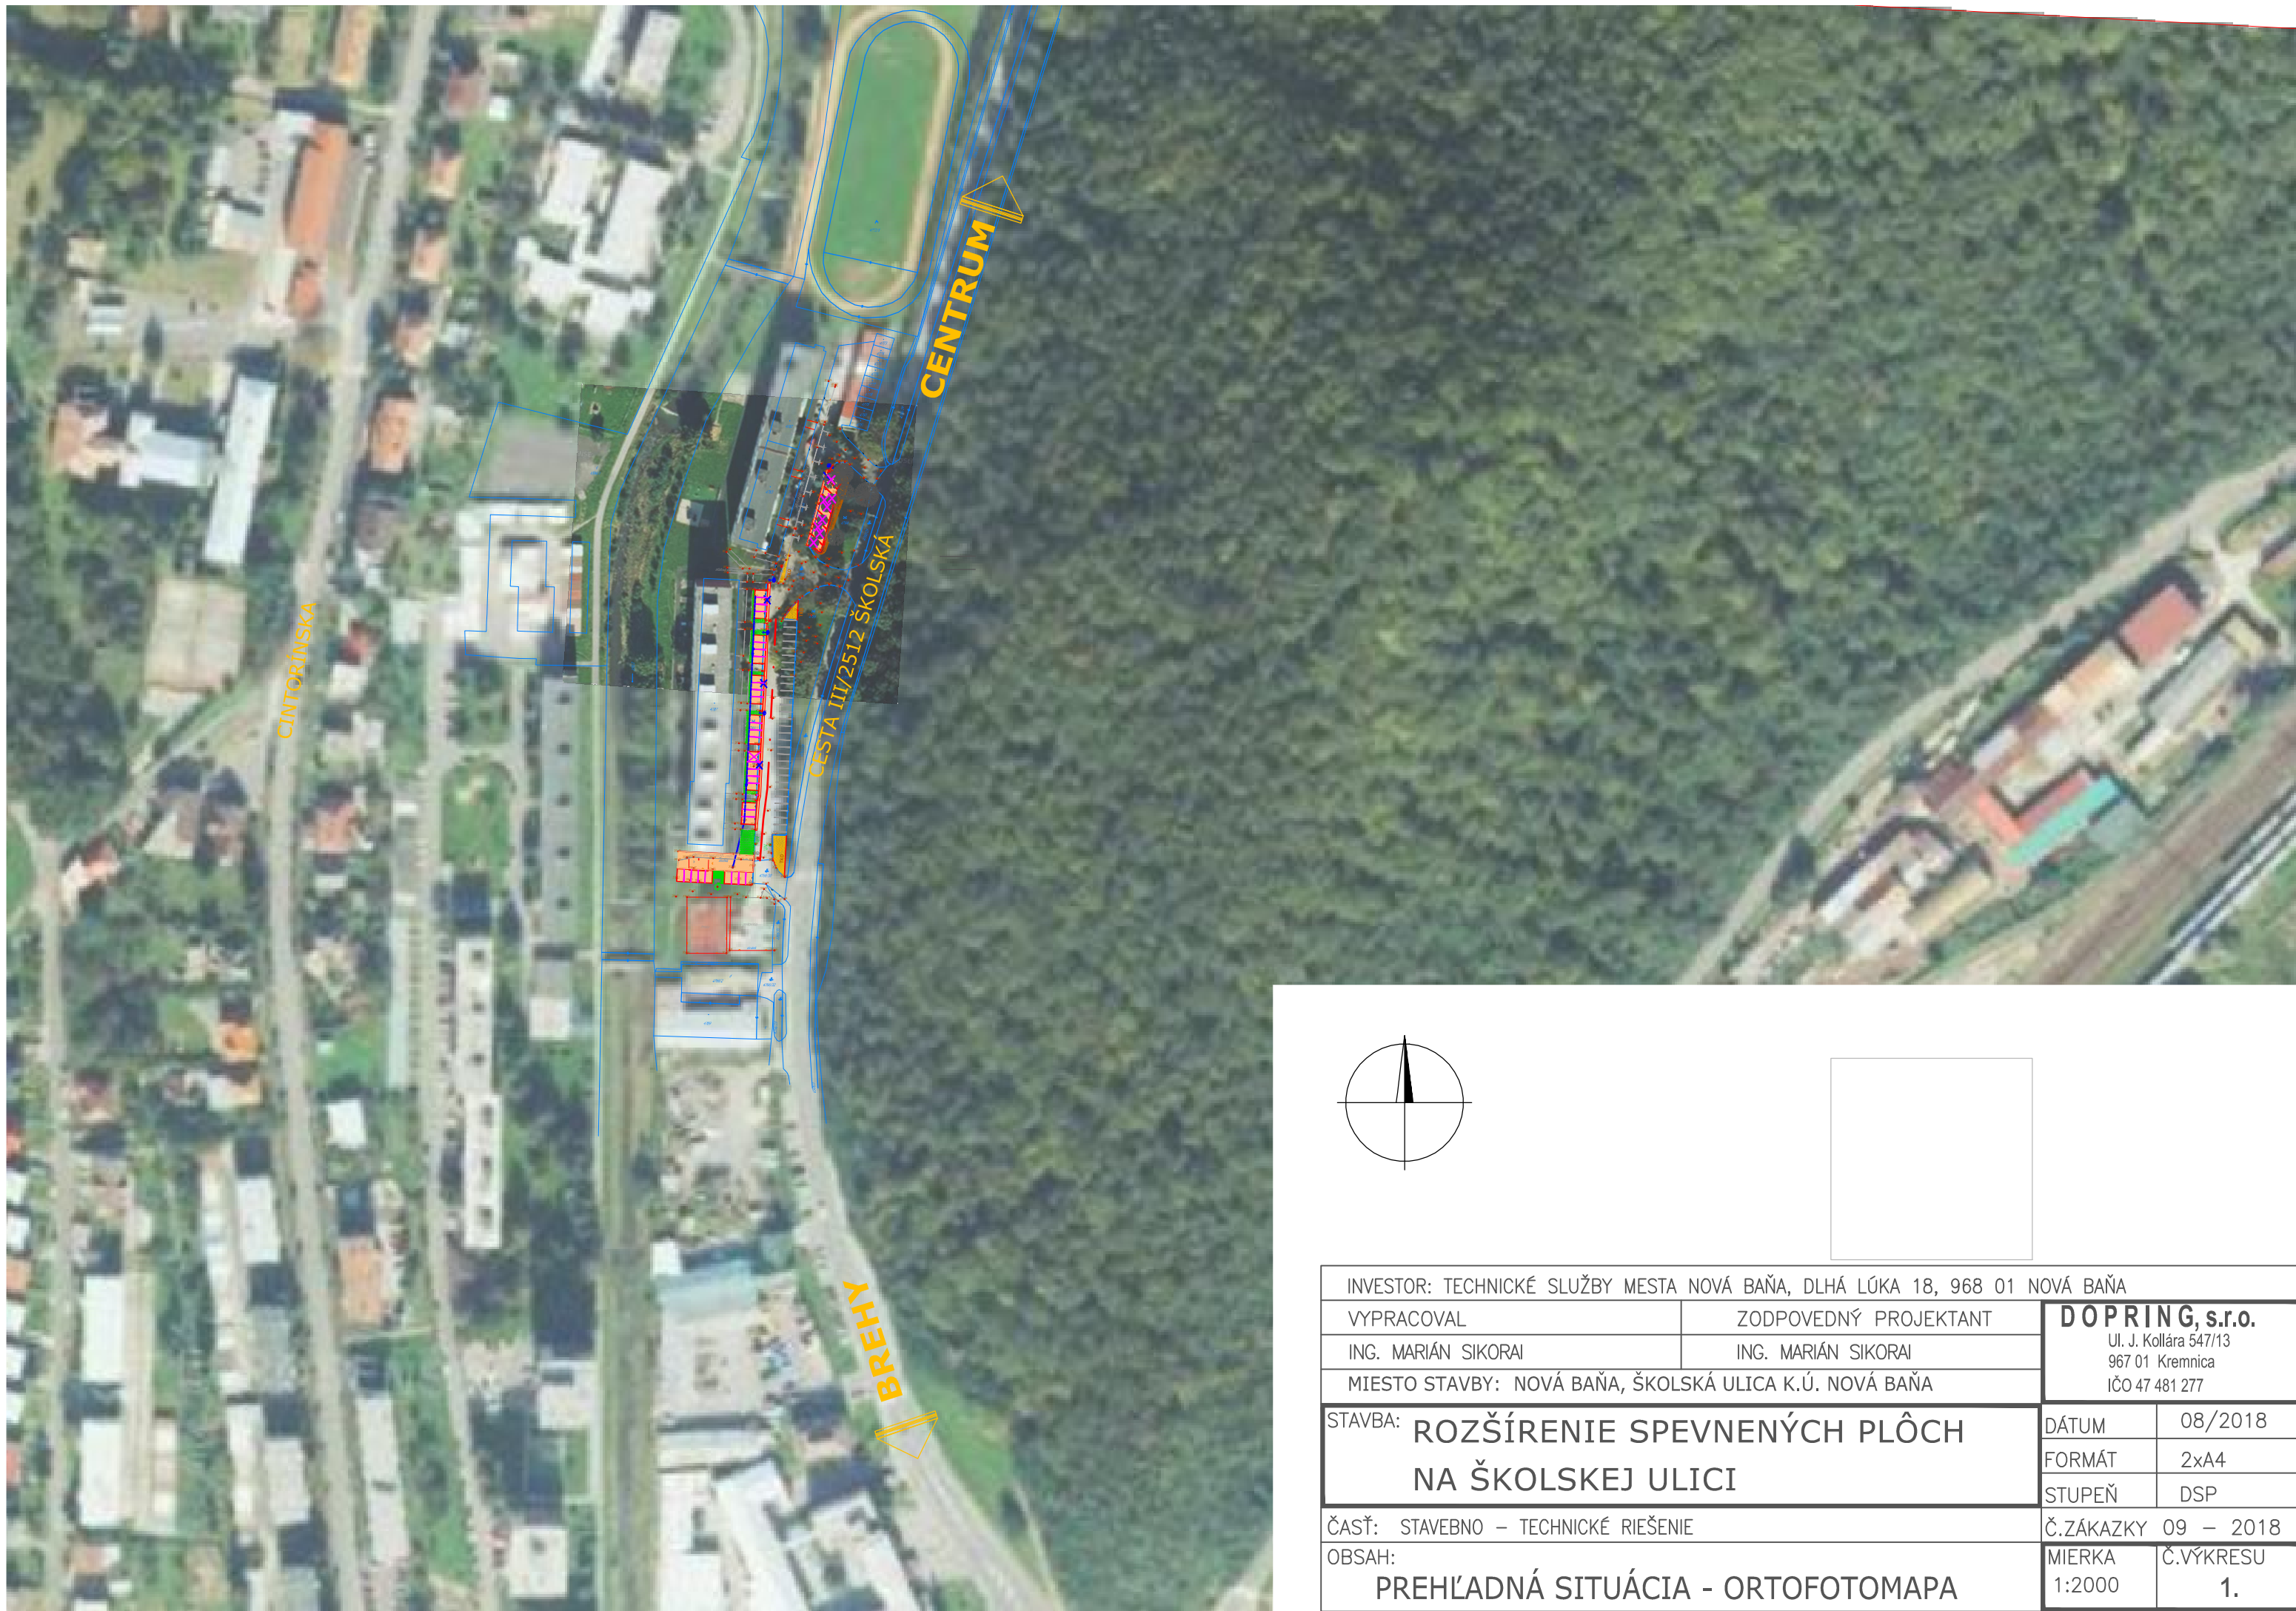 CENTRUM
CESTA III/2512 ŠKOLSKÁ
CINTORÍNSKA
BREHY
INVESTOR: TECHNICKÉ SLUŽBY MESTA NOVÁ BAŇA, DLHÁ LÚKA 18, 968 01 NOVÁ BAŇA
VYPRACOVAL ZODPOVEDNÝ PROJEKTANT
ING. MARIÁN SIKORAI ING. MARIÁN SIKORAI
DOPRING, s.r.o.
Ul. J. Kollára 547/13
967 01 Kremnica
IČO 47 481 277
MIESTO STAVBY: NOVÁ BAŇA, ŠKOLSKÁ ULICA K.Ú. NOVÁ BAŇA
STAVBA: ROZŠÍRENIE SPEVNENÝCH PLÔCH
NA ŠKOLSKEJ ULICI
DÁTUM 08/2018
FORMÁT 2xA4
STUPEŇ DSP
ČASŤ: STAVEBNO – TECHNICKÉ RIEŠENIE
Č.ZÁKAZKY 09 – 2018
OBSAH:
PREHĽADNÁ SITUÁCIA - ORTOFOTOMAPA
MIERKA
1:2000
Č.VÝKRESU
1.